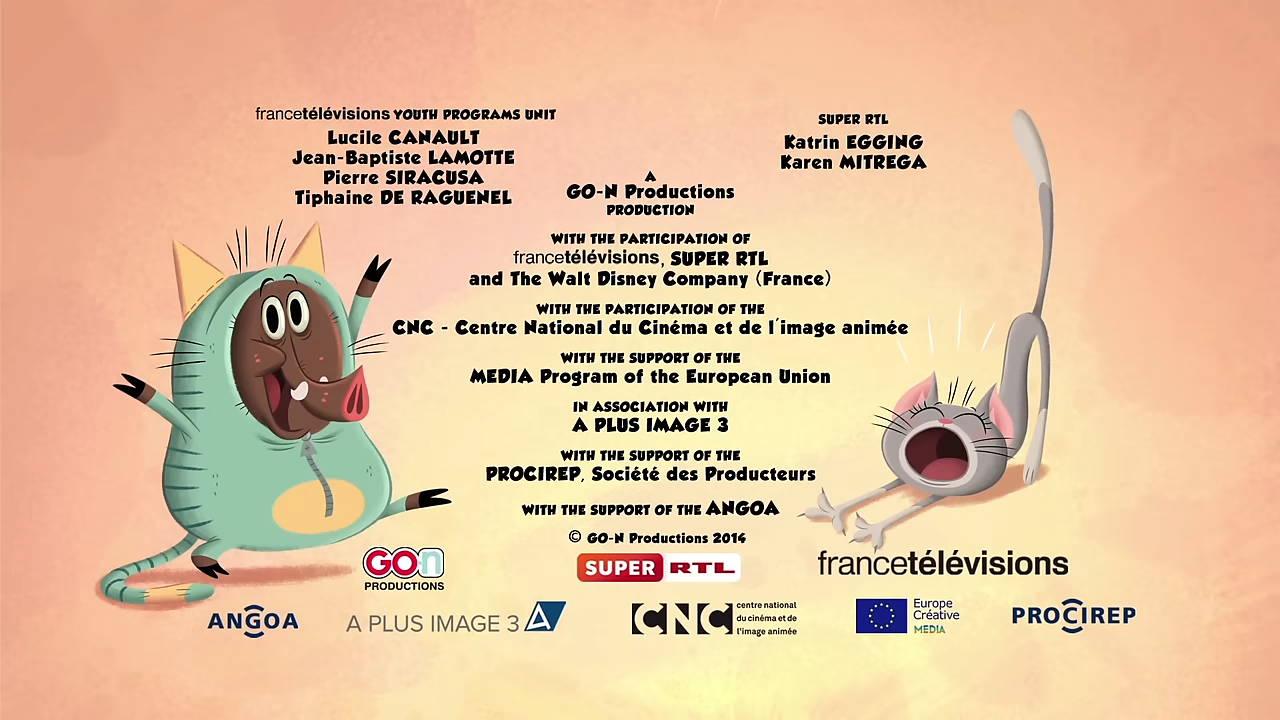 francetélévisions YOUTH PROGRAMS UNIT
Lucile CANAULT
Jean-Baptiste LAMOTTE
Pierre SIRACUSA
Tiphaine DE RAGUENEL
SUPER RTL
Katrin EGGING
Karen MITREGA
A
GO-N Productions
PRODUCTION
WITH THE PARTICIPATION OF
francetélévisions, SUPER RTL
and The Walt Disney Company (France)
WITH THE PARTICIPATION OF THE
CNC - Centre National du Cinéma et de l'image animée
WITH THE SUPPORT OF THE
MEDIA Program of the European Union
IN ASSOCIATION WITH
A PLUS IMAGE 3
WITH THE SUPPORT OF THE
PROCIREP, Société des Producteurs
WITH THE SUPPORT OF THE ANGOA
© GO-N Productions 2014
GO-n
PRODUCTIONS
SUPER RTL
francetélévisions
ANGOA
A PLUS IMAGE 3
CNC
centre national
du cinéma et de
l'image animée
Europe
Créative
MEDIA
PROCIREP